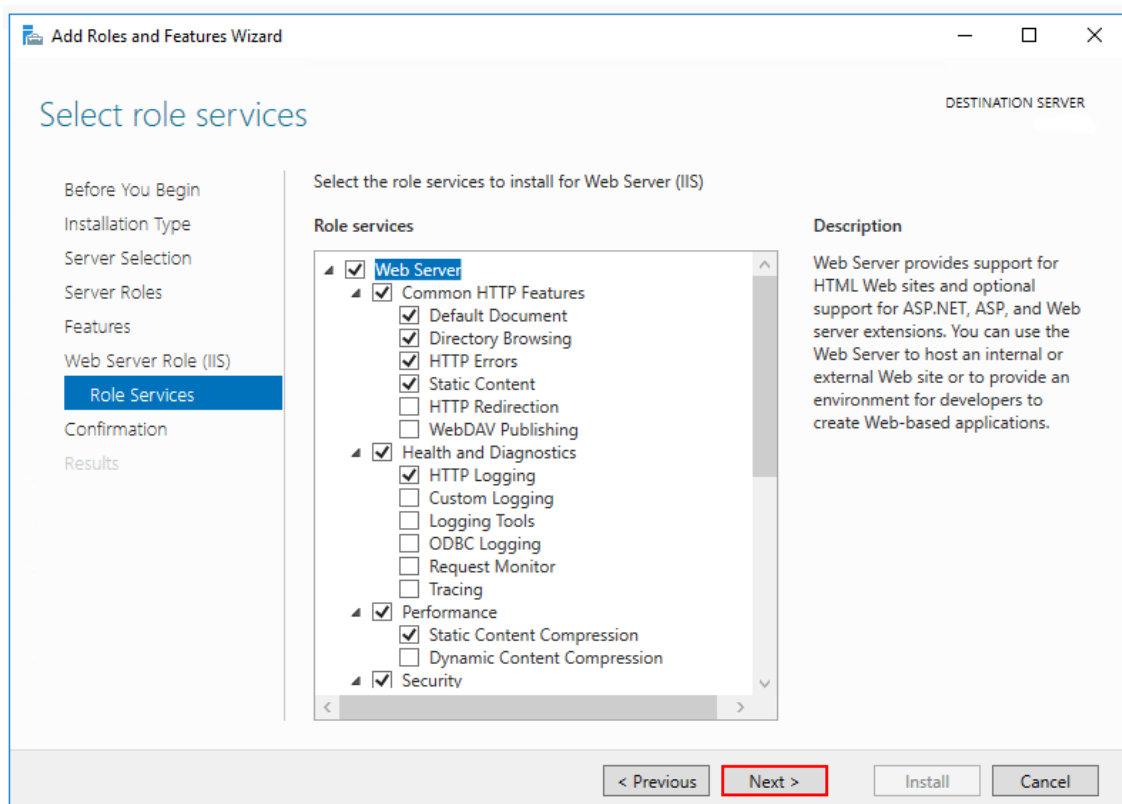 Add Roles and Features Wizard
Select role services
DESTINATION SERVER
Before You Begin
Installation Type
Server Selection
Server Roles
Features
Web Server Role (IIS)
Role Services
Confirmation
Results
Select the role services to install for Web Server (IIS)
Role services
Web Server
Common HTTP Features
Default Document
Directory Browsing
HTTP Errors
Static Content
HTTP Redirection
WebDAV Publishing
Health and Diagnostics
HTTP Logging
Custom Logging
Logging Tools
ODBC Logging
Request Monitor
Tracing
Performance
Static Content Compression
Dynamic Content Compression
Security
Description
Web Server provides support for
HTML Web sites and optional
support for ASP.NET, ASP, and Web
server extensions. You can use the
Web Server to host an internal or
external Web site or to provide an
environment for developers to
create Web-based applications.
< Previous
Next >
Install
Cancel